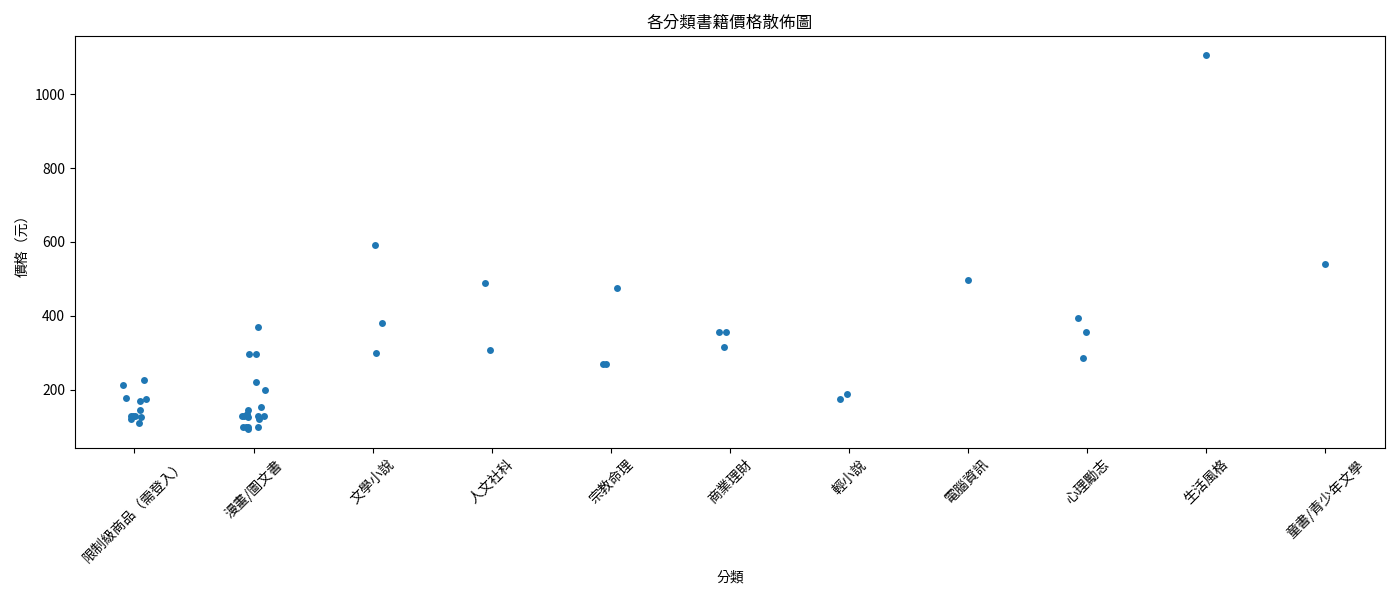 各分類書籍價格散佈圖
價格（元）
1000
800
600
400
200
限制級商品（需登入）
漫畫/圖文書
文學小說
人文社科
宗教命理
商業理財
輕小說
電腦資訊
心理勵志
生活風格
童書/青少年文學
分類